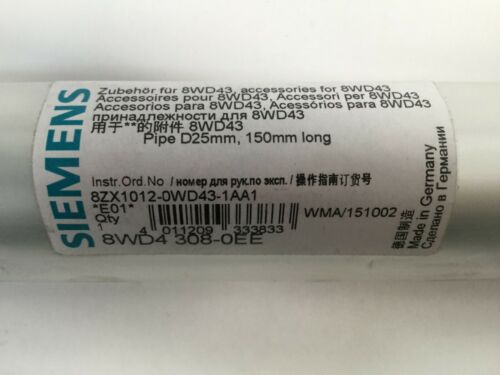 SIEMENS
Zubehör für 8WD43, accessories for 8WD43
Accessoires pour 8WD43, Accessori per 8WD43
Accesorios para 8WD43, Acessórios para 8WD43
принадлежности для 8WD43
用于**的附件 8WD43
Pipe D25mm, 150mm long
Instr.Ord.No / номер для рук.по эксп. / 操作指南订货号
8ZX1012-0WD43-1AA1
*E01*
Qty
1
4 011209 333833
WMA/151002
8WD4 308-0EE
德国制造
Made in Germany
Сделано в Германии